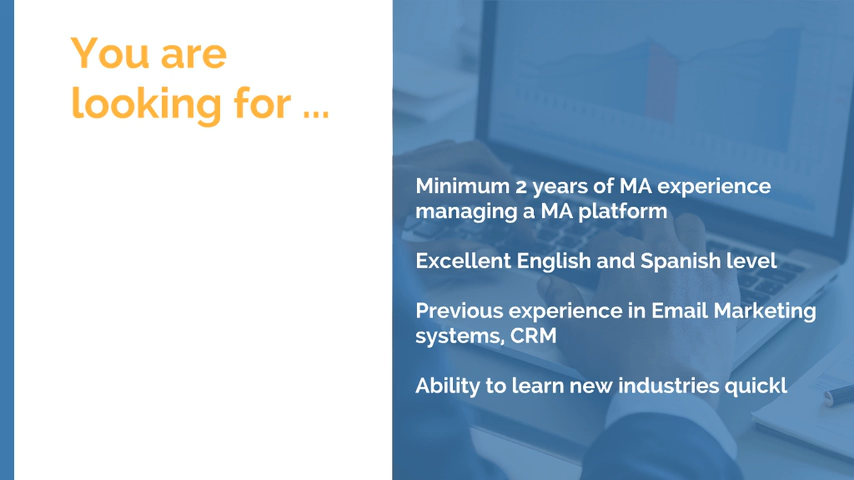 You are
looking for ...
Minimum 2 years of MA experience
managing a MA platform
Excellent English and Spanish level
Previous experience in Email Marketing
systems, CRM
Ability to learn new industries quickl